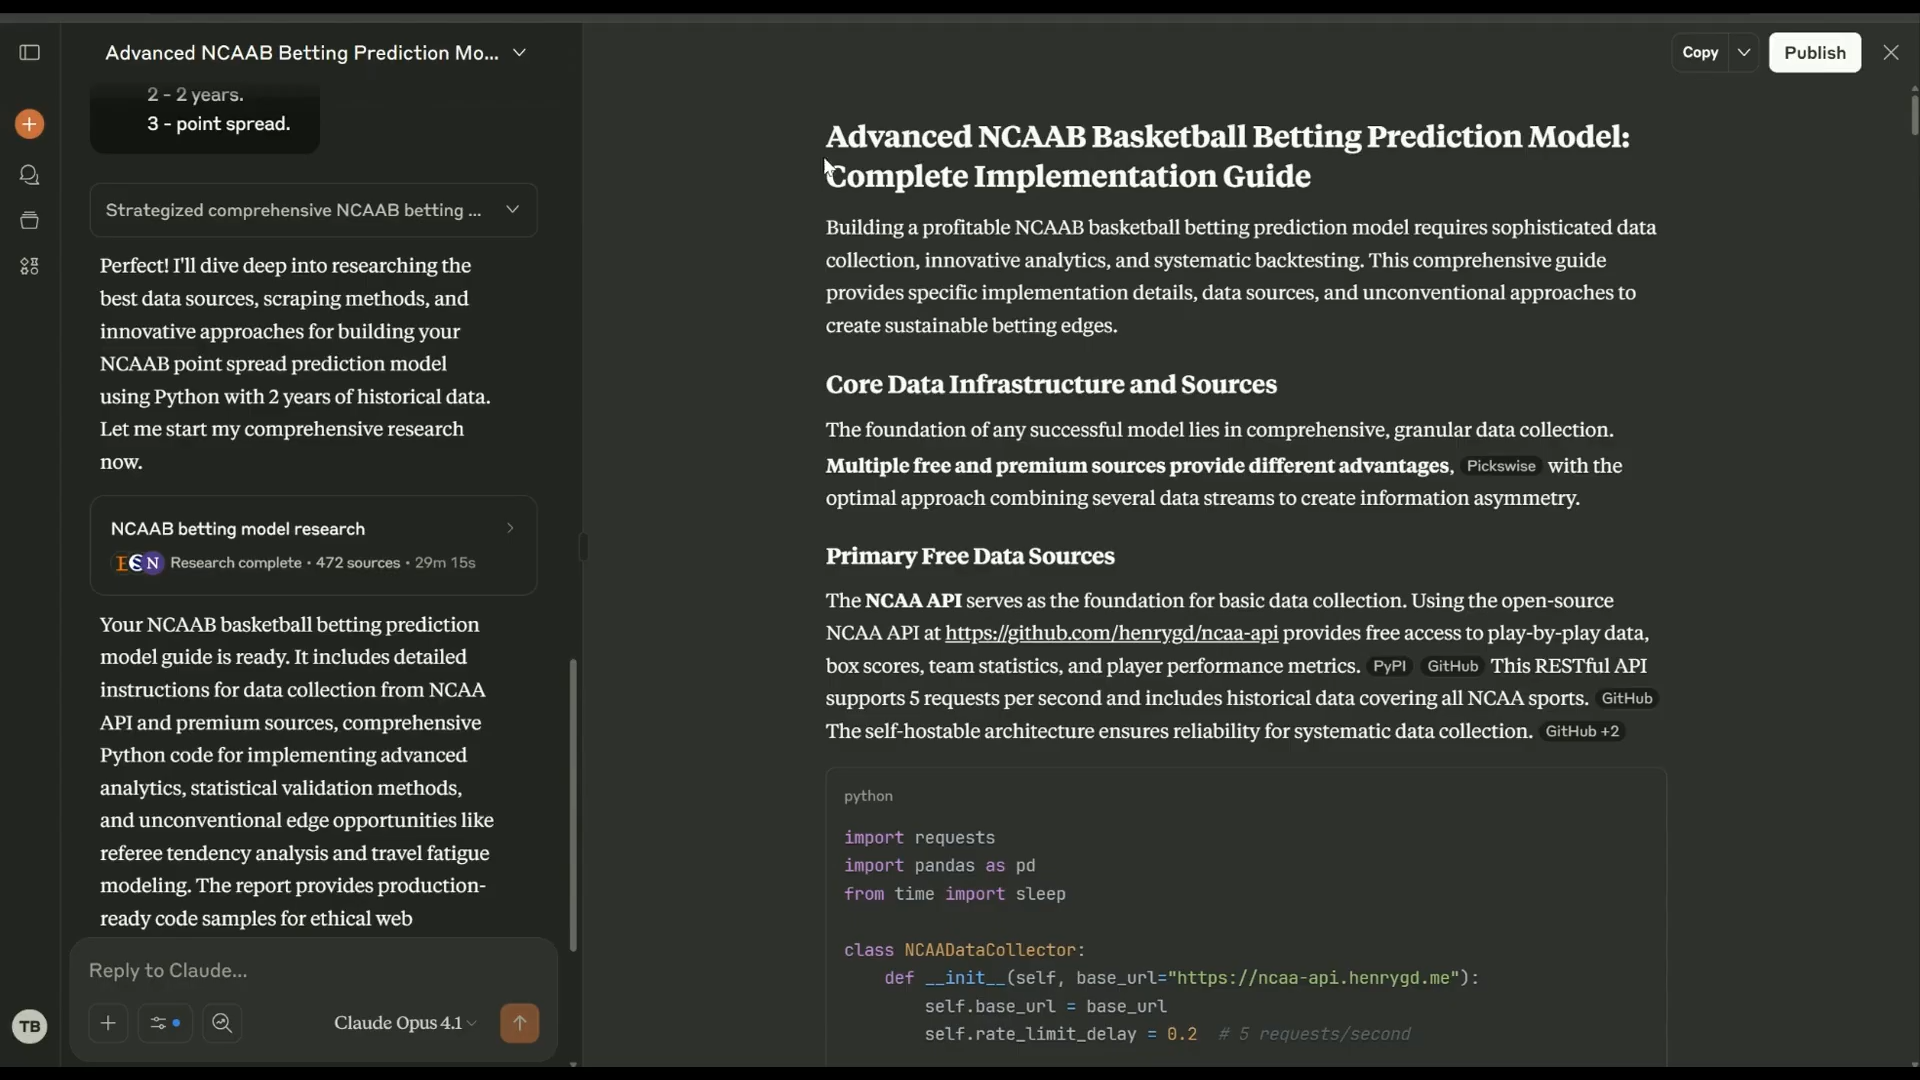 Advanced NCAAB Betting Prediction Mo...
2 - 2 years.
3 - point spread.
Strategized comprehensive NCAAB betting ...
Perfect! I'll dive deep into researching the
best data sources, scraping methods, and
innovative approaches for building your
NCAAB point spread prediction model
using Python with 2 years of historical data.
Let me start my comprehensive research
now.
NCAAB betting model research
Research complete • 472 sources • 29m 15s
Your NCAAB basketball betting prediction
model guide is ready. It includes detailed
instructions for data collection from NCAA
API and premium sources, comprehensive
Python code for implementing advanced
analytics, statistical validation methods,
and unconventional edge opportunities like
referee tendency analysis and travel fatigue
modeling. The report provides production-
ready code samples for ethical web
Reply to Claude...
Claude Opus 4.1
TB
Copy
Publish
Advanced NCAAB Basketball Betting Prediction Model:
Complete Implementation Guide
Building a profitable NCAAB basketball betting prediction model requires sophisticated data
collection, innovative analytics, and systematic backtesting. This comprehensive guide
provides specific implementation details, data sources, and unconventional approaches to
create sustainable betting edges.
Core Data Infrastructure and Sources
The foundation of any successful model lies in comprehensive, granular data collection.
Multiple free and premium sources provide different advantages, Pickswise with the
optimal approach combining several data streams to create information asymmetry.
Primary Free Data Sources
The NCAA API serves as the foundation for basic data collection. Using the open-source
NCAA API at https://github.com/henrygd/ncaa-api provides free access to play-by-play data,
box scores, team statistics, and player performance metrics. PyPI GitHub This RESTful API
supports 5 requests per second and includes historical data covering all NCAA sports. GitHub
The self-hostable architecture ensures reliability for systematic data collection. GitHub +2
python
import requests
import pandas as pd
from time import sleep
class NCAADataCollector:
def __init__(self, base_url="https://ncaa-api.henrygd.me"):
self.base_url = base_url
self.rate_limit_delay = 0.2 # 5 requests/second